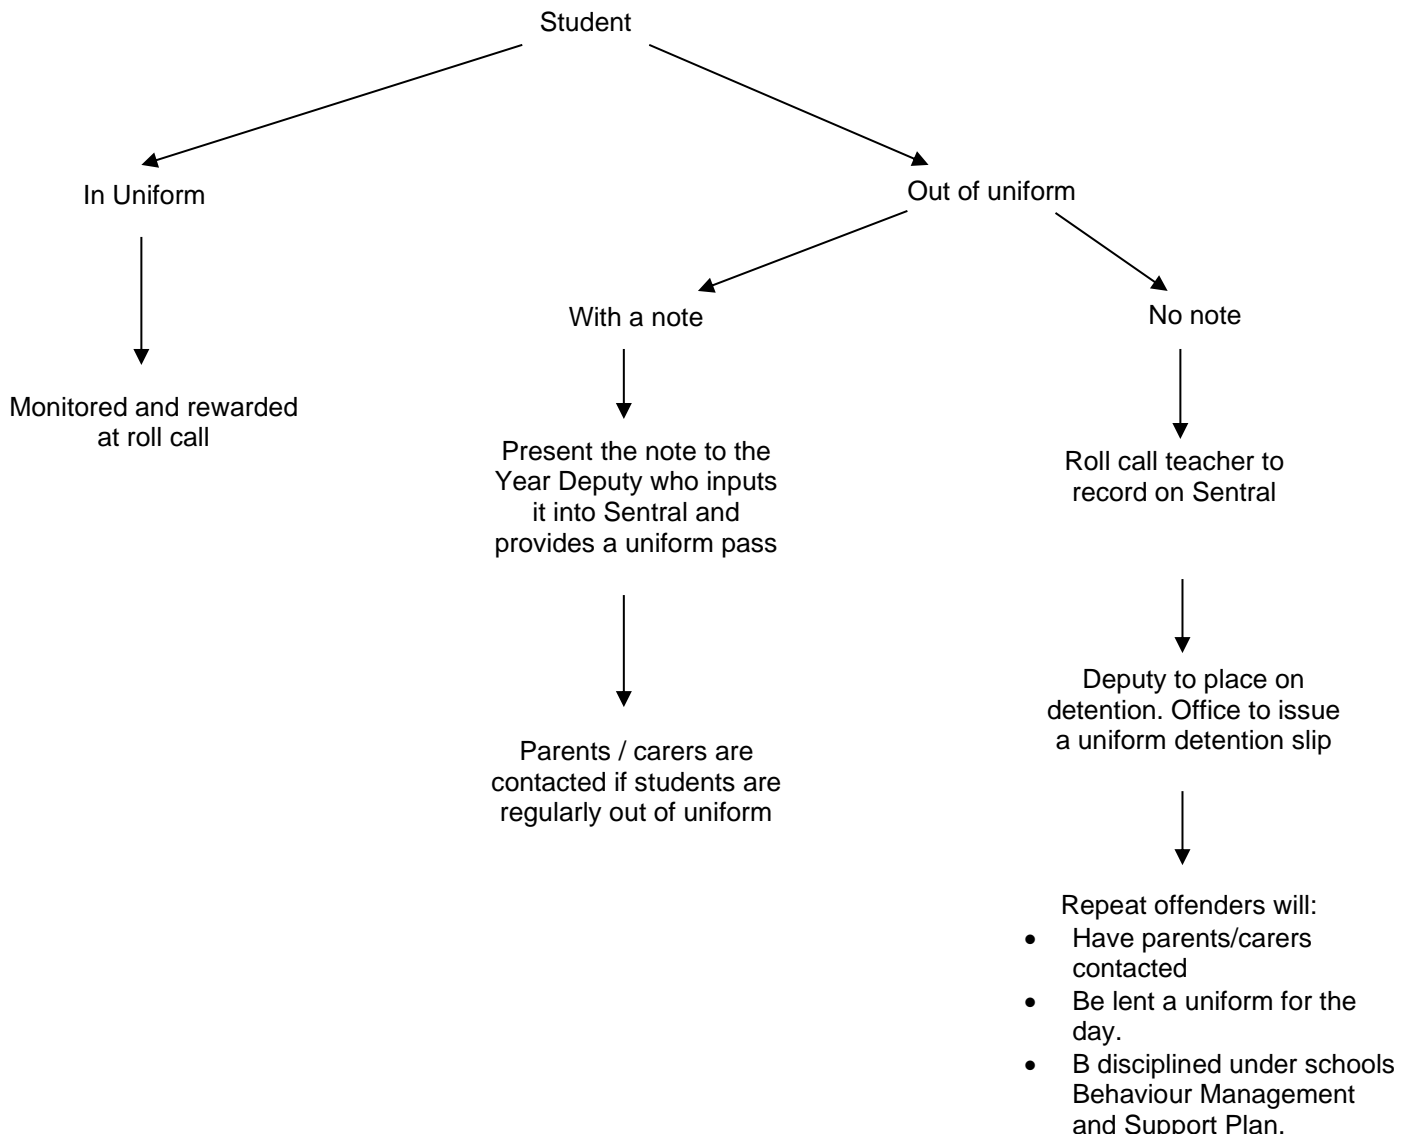 Student
In Uniform
Out of uniform
With a note
No note
Monitored and rewarded
at roll call
Present the note to the
Year Deputy who inputs
it into Sentral and
provides a uniform pass
Roll call teacher to
record on Sentral
Parents / carers are
contacted if students are
regularly out of uniform
Deputy to place on
detention. Office to issue
a uniform detention slip
Repeat offenders will:
• Have parents/carers
contacted
• Be lent a uniform for the
day.
• B disciplined under schools
Behaviour Management
and Support Plan.